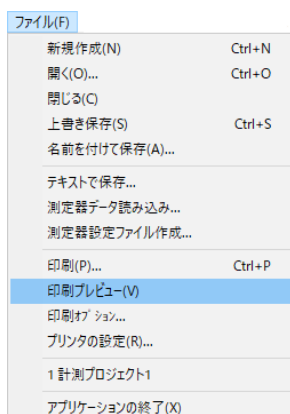 ファイル(F)
新規作成(N) Ctrl+N
開く(O)... Ctrl+O
閉じる(C)
上書き保存(S) Ctrl+S
名前を付けて保存(A)...
テキストで保存...
測定器データ読み込み...
測定器設定ファイル作成...
印刷(P)... Ctrl+P
印刷プレビュー(V)
印刷ｵﾌﾟｼｮﾝ...
プリンタの設定(R)...
1 計測プロジェクト1
アプリケーションの終了(X)